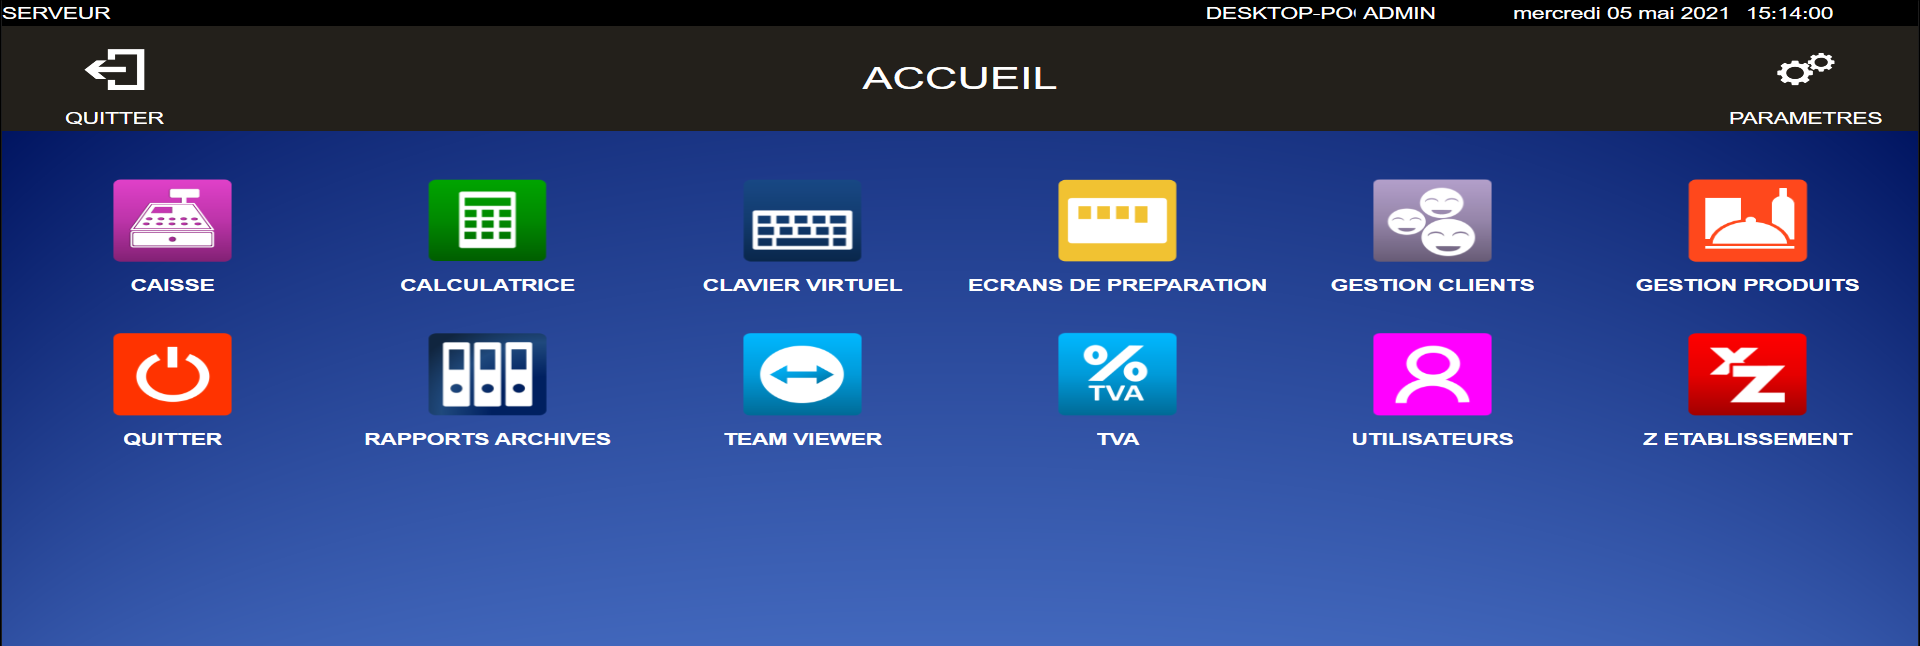 SERVEUR DESKTOP-PO ADMIN mercredi 05 mai 2021 15:14:00
ACCUEIL
QUITTER PARAMETRES
CAISSE CALCULATRICE CLAVIER VIRTUEL ECRANS DE PREPARATION GESTION CLIENTS GESTION PRODUITS
% TVA X Z
QUITTER RAPPORTS ARCHIVES TEAM VIEWER TVA UTILISATEURS Z ETABLISSEMENT